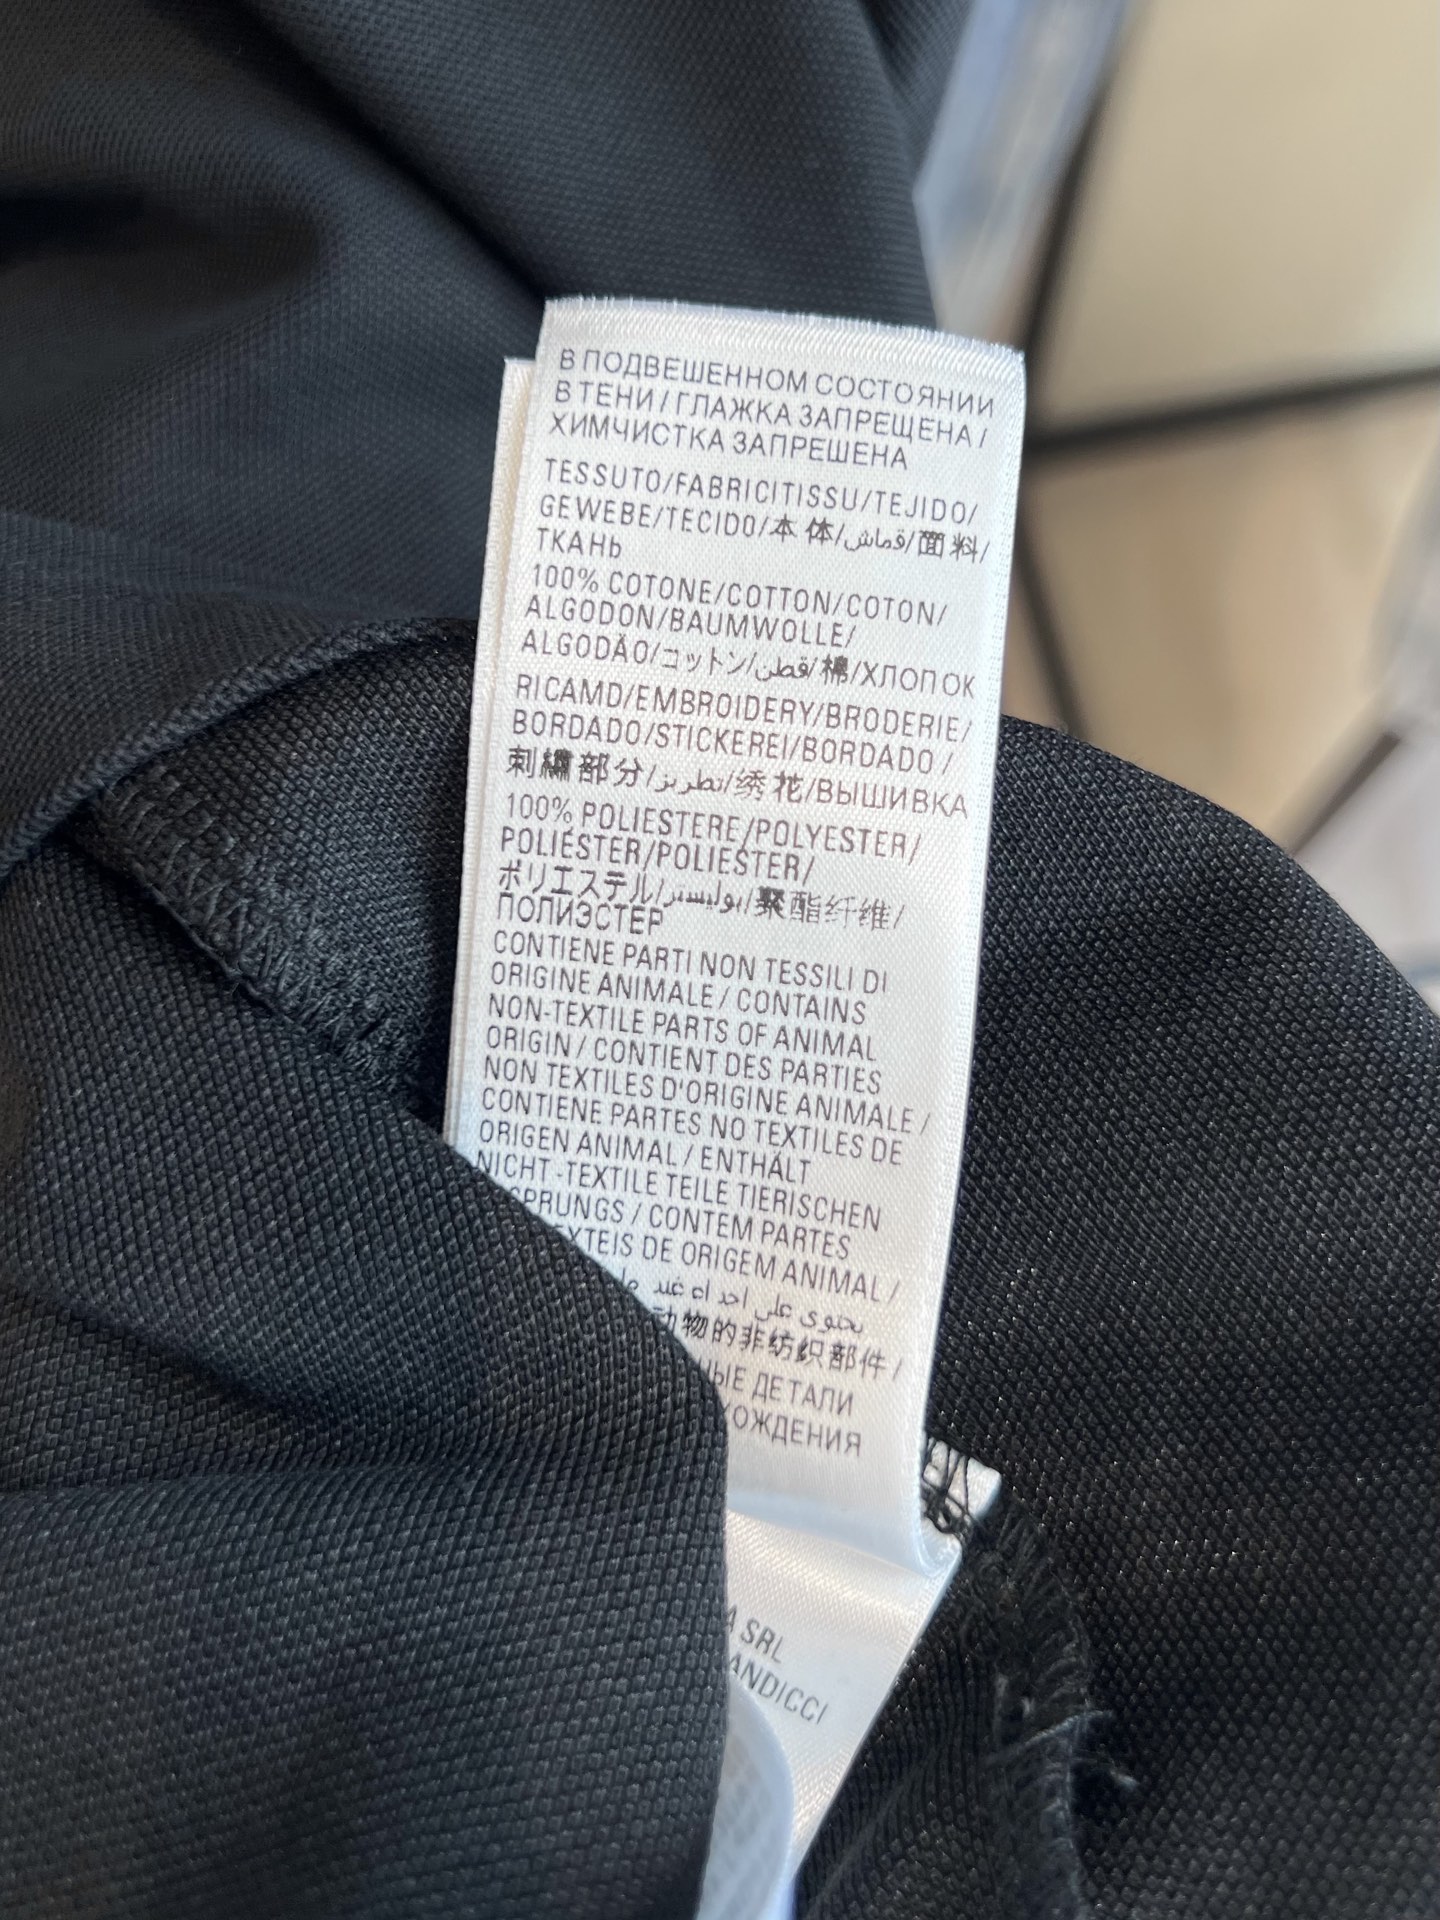 В ПОДВЕШЕННОМ СОСТОЯНИИ
В ТЕНИ / ГЛАЖКА ЗАПРЕЩЕНА /
ХИМЧИСТКА ЗАПРЕШЕНА
TESSUTO/FABRICITISSU/TEJIDO/
GEWEBE/TECIDO/本体/قماش/面料/
ТКАНЬ
100% COTONE/COTTON/COTON/
ALGODON/BAUMWOLLE/
ALGODÃO/コットン/قطن/棉/ХЛОПОК
RICAMD/EMBROIDERY/BRODERIE/
BORDADO/STICKEREI/BORDADO /
刺繍部分/تطريز/绣花/ВЫШИВКА
100% POLIESTERE/POLYESTER/
POLIÉSTER/POLIESTER/
ポリエステル/بوليستر/聚酯纤维/
ПОЛИЭСТЕР
CONTIENE PARTI NON TESSILI DI
ORIGINE ANIMALE / CONTAINS
NON-TEXTILE PARTS OF ANIMAL
ORIGIN / CONTIENT DES PARTIES
NON TEXTILES D'ORIGINE ANIMALE /
CONTIENE PARTES NO TEXTILES DE
ORIGEN ANIMAL / ENTHÄLT
NICHT-TEXTILE TEILE TIERISCHEN
SPRUNGS / CONTEM PARTES
EXTEIS DE ORIGEM ANIMAL /
يحتوي على اجزاء غير
动物的非纺织部件 /
НЫЕ ДЕТАЛИ
ХОЖДЕНИЯ
A SRL
ANDICCI